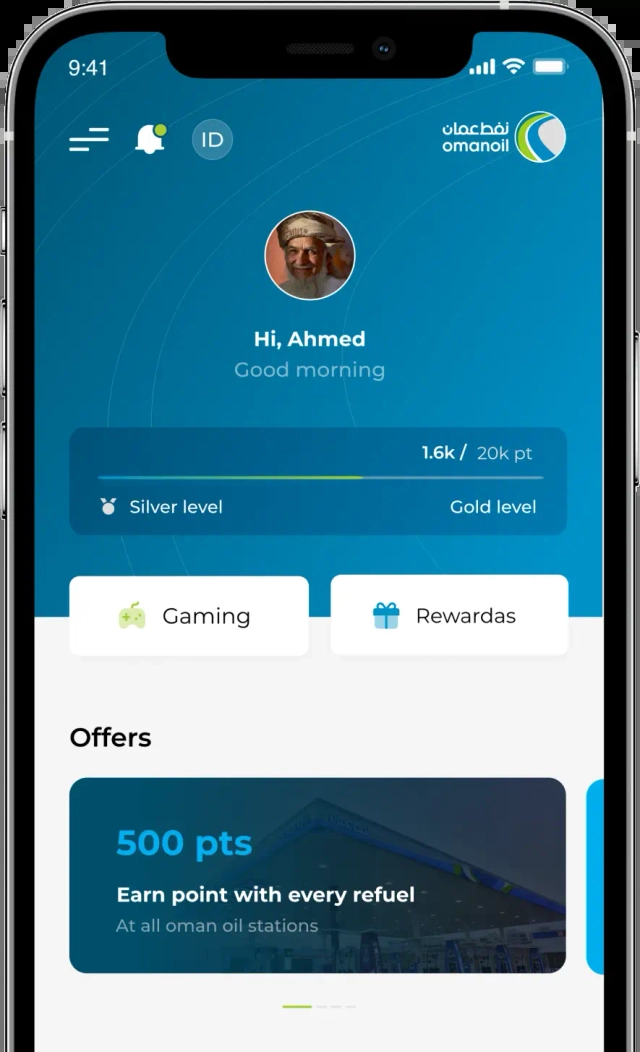 9:41
ID
نفط عمان
omanoil
Hi, Ahmed
Good morning
1.6k / 20k pt
Silver level
Gold level
Gaming
Rewardas
Offers
500 pts
Earn point with every refuel
At all oman oil stations